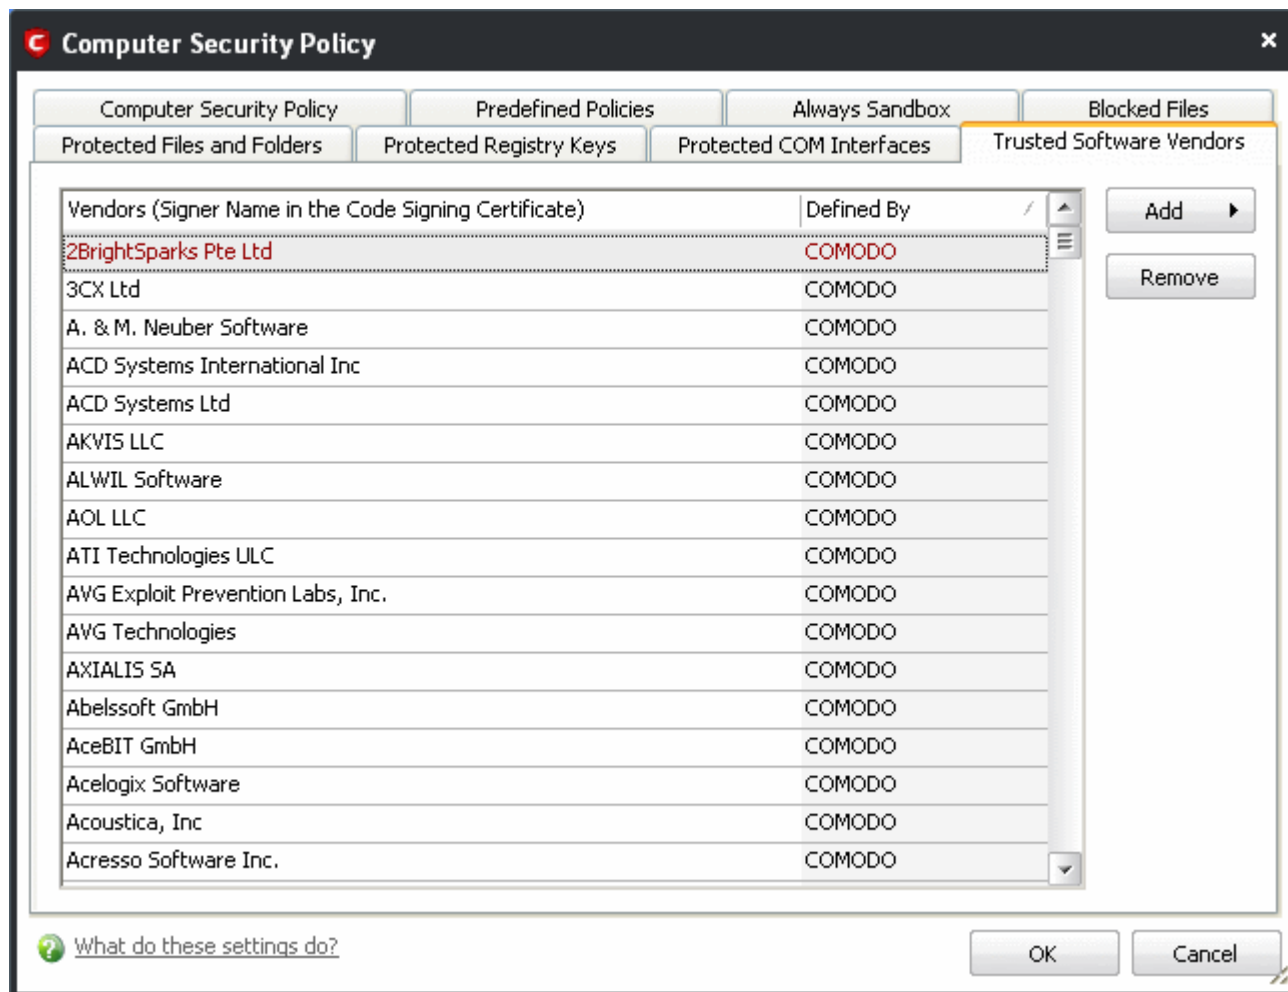 Computer Security Policy
Computer Security Policy Predefined Policies Always Sandbox Blocked Files
Protected Files and Folders Protected Registry Keys Protected COM Interfaces Trusted Software Vendors
Vendors (Signer Name in the Code Signing Certificate) Defined By Add
2BrightSparks Pte Ltd COMODO
3CX Ltd COMODO Remove
A. & M. Neuber Software COMODO
ACD Systems International Inc COMODO
ACD Systems Ltd COMODO
AKVIS LLC COMODO
ALWIL Software COMODO
AOL LLC COMODO
ATI Technologies ULC COMODO
AVG Exploit Prevention Labs, Inc. COMODO
AVG Technologies COMODO
AXIALIS SA COMODO
Abelssoft GmbH COMODO
AceBIT GmbH COMODO
Acelogix Software COMODO
Acoustica, Inc COMODO
Acresso Software Inc. COMODO
What do these settings do? OK Cancel